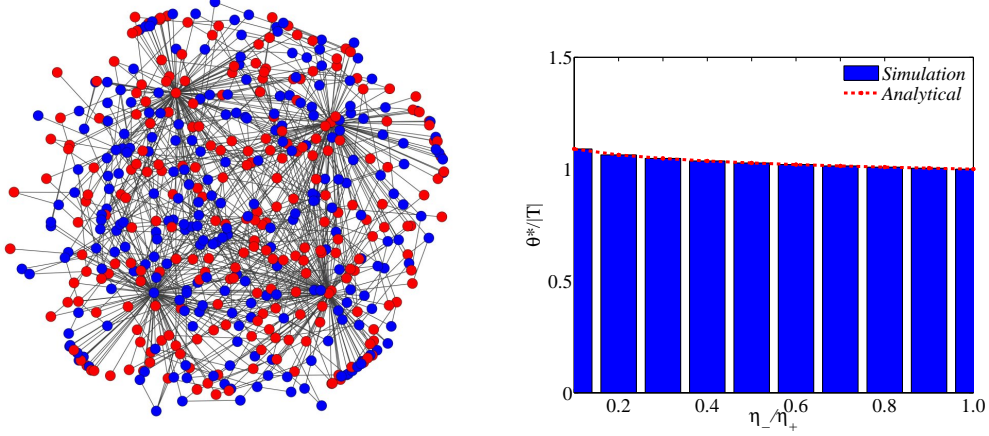 1.5
Simulation
Analytical
1
θ*/|T|
0.5
0
0.2 0.4 0.6 0.8 1.0
η_/η+